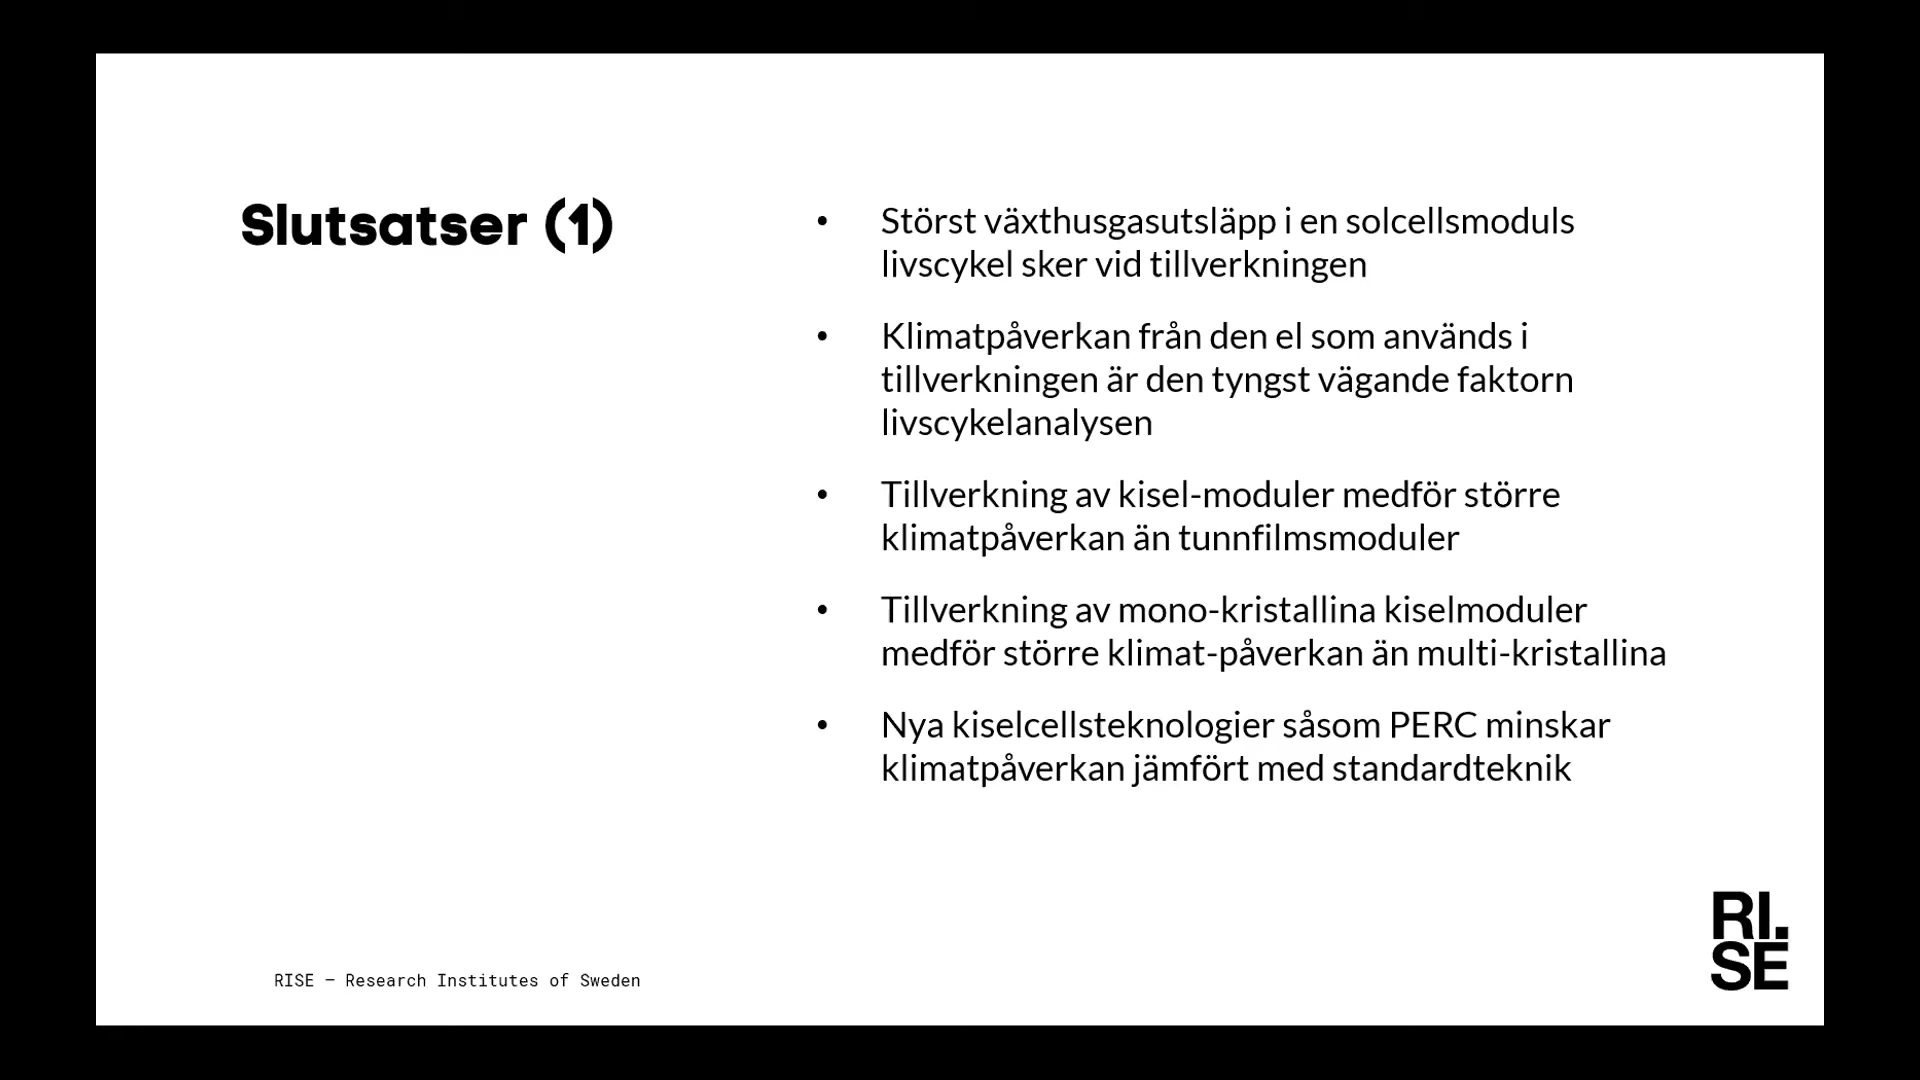 Slutsatser (1)
• Störst växthusgasutsläpp i en solcellsmoduls
livscykel sker vid tillverkningen
• Klimatpåverkan från den el som används i
tillverkningen är den tyngst vägande faktorn
livscykelanalysen
• Tillverkning av kisel-moduler medför större
klimatpåverkan än tunnfilmsmoduler
• Tillverkning av mono-kristallina kiselmoduler
medför större klimat-påverkan än multi-kristallina
• Nya kiselcellsteknologier såsom PERC minskar
klimatpåverkan jämfört med standardteknik
RISE — Research Institutes of Sweden
RI.
SE